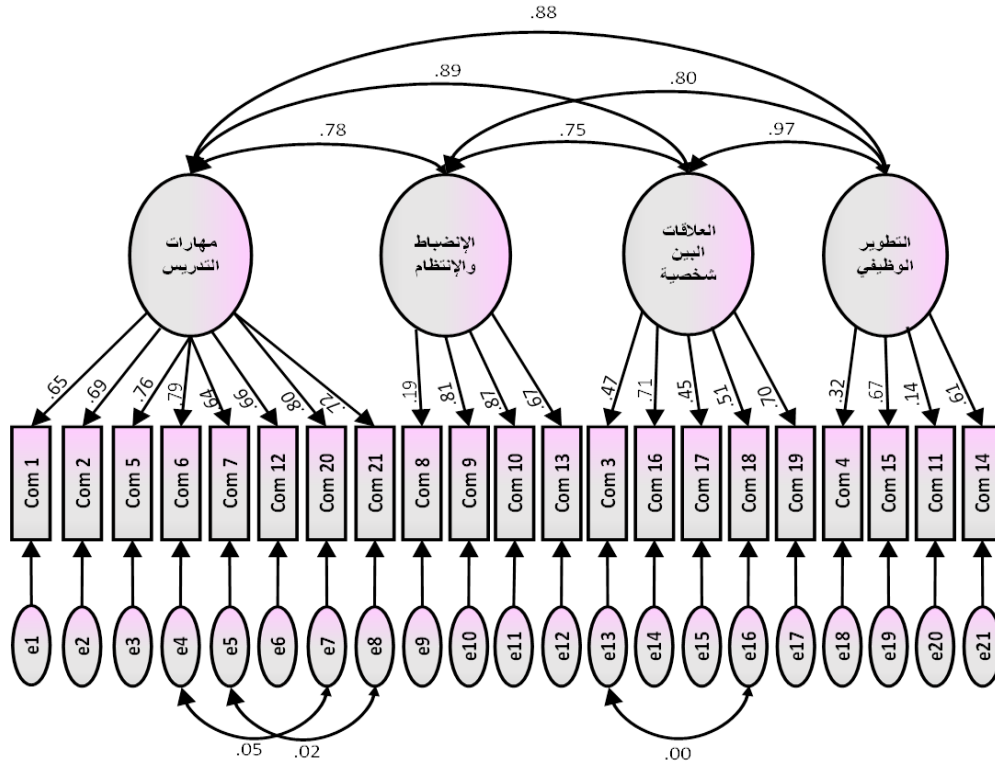 .88
.89
.80
.78
.75
.97
مهارات
التدريس
الإنضباط
والإنتظام
العلاقات
البين
شخصية
التطوير
الوظيفي
.65
.69
.76
.79
.64
.66
.80
.72
.19
.81
.87
.67
.47
.71
.45
.51
.70
.32
.67
.14
.61
Com 1
Com 2
Com 5
Com 6
Com 7
Com 12
Com 20
Com 21
Com 8
Com 9
Com 10
Com 13
Com 3
Com 16
Com 17
Com 18
Com 19
Com 4
Com 15
Com 11
Com 14
e1
e2
e3
e4
e5
e6
e7
e8
e9
e10
e11
e12
e13
e14
e15
e16
e17
e18
e19
e20
e21
.05
.02
.00